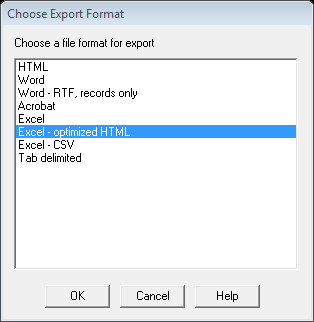 Choose Export Format
Choose a file format for export
HTML
Word
Word - RTF, records only
Acrobat
Excel
Excel - optimized HTML
Excel - CSV
Tab delimited
OK
Cancel
Help